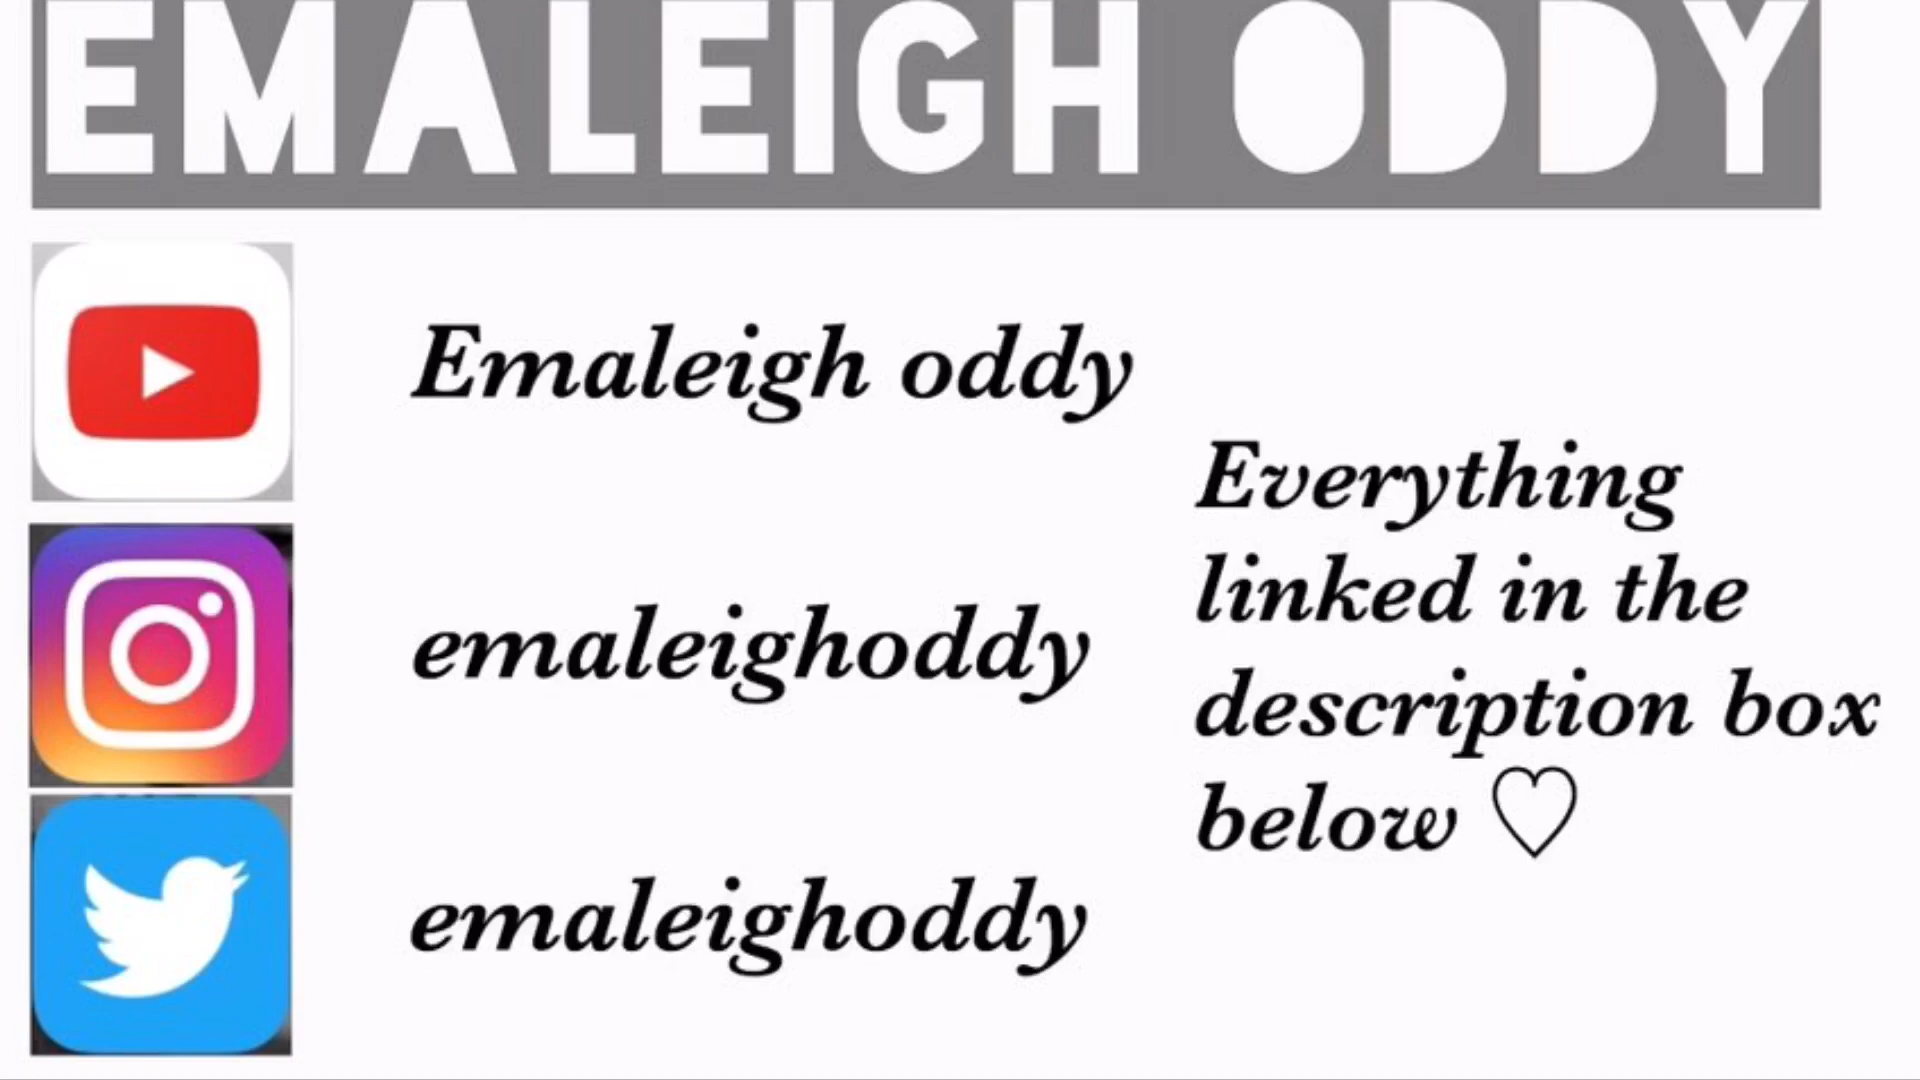 EMALEIGH ODDY
Emaleigh oddy
emaleighoddy
emaleighoddy
Everything
linked in the
description box
below ♡